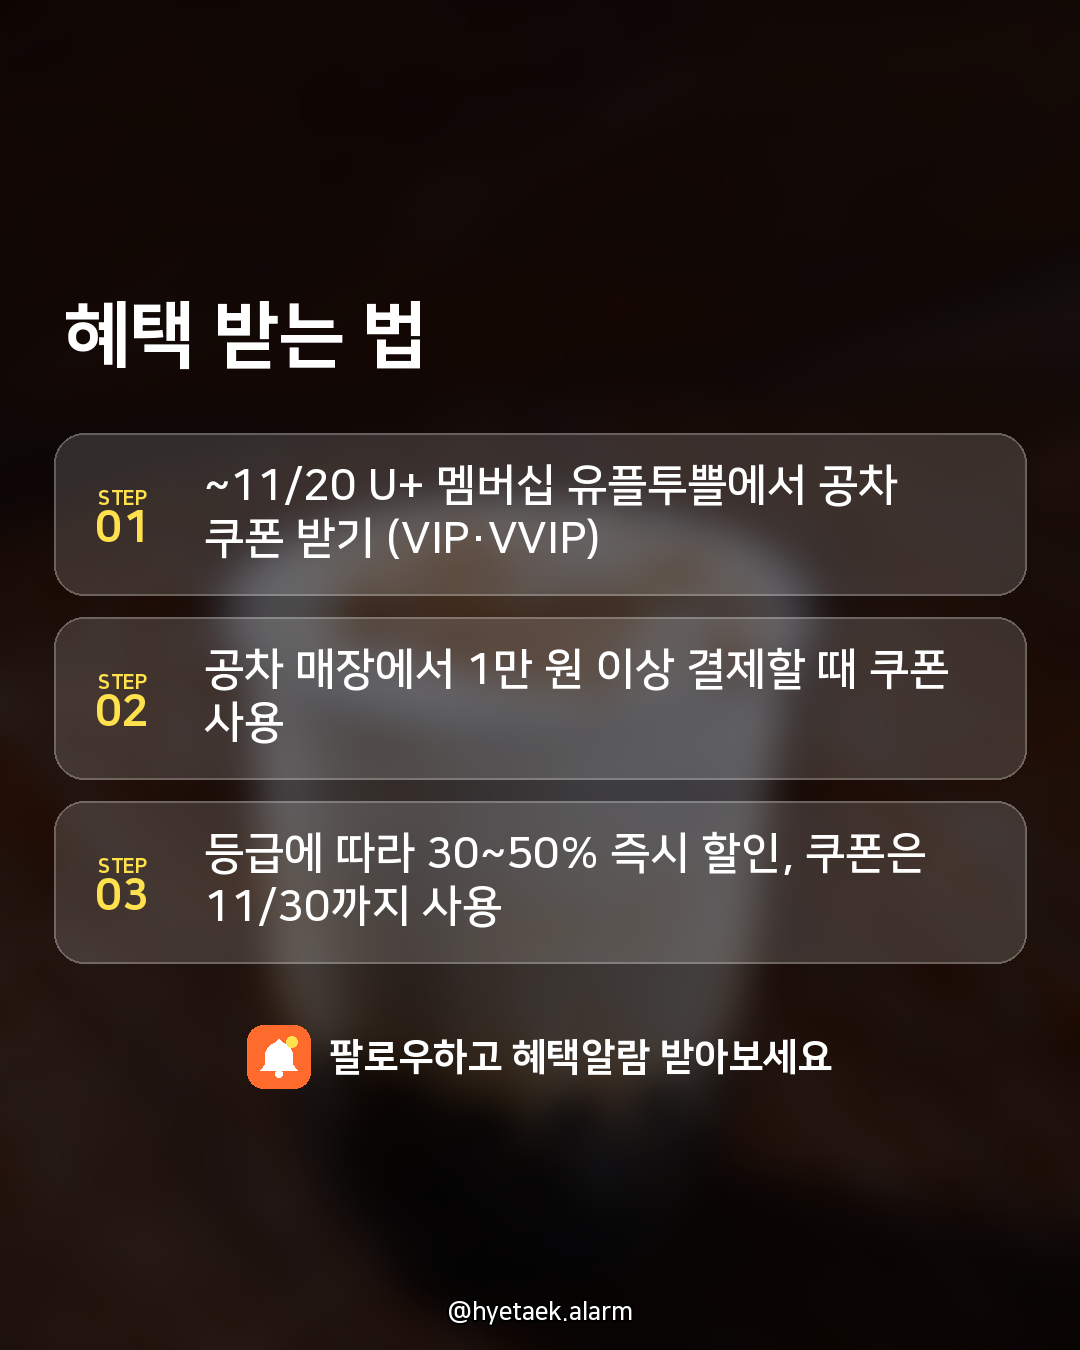 혜택 받는 법
STEP
01
~11/20 U+ 멤버십 유플투쁠에서 공차
쿠폰 받기 (VIP·VVIP)
STEP
02
공차 매장에서 1만 원 이상 결제할 때 쿠폰
사용
STEP
03
등급에 따라 30~50% 즉시 할인, 쿠폰은
11/30까지 사용
팔로우하고 혜택알람 받아보세요
@hyetaek.alarm